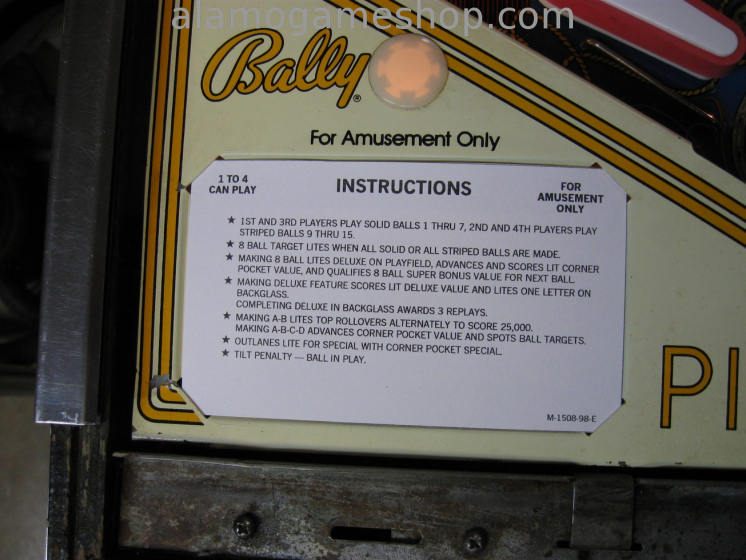 alamogameshop.com
Bally®
For Amusement Only
1 TO 4
CAN PLAY
INSTRUCTIONS
FOR
AMUSEMENT
ONLY
★ 1ST AND 3RD PLAYERS PLAY SOLID BALLS 1 THRU 7, 2ND AND 4TH PLAYERS PLAY
STRIPED BALLS 9 THRU 15.
★ 8 BALL TARGET LITES WHEN ALL SOLID OR ALL STRIPED BALLS ARE MADE.
★ MAKING 8 BALL LITES DELUXE ON PLAYFIELD, ADVANCES AND SCORES LIT CORNER
POCKET VALUE, AND QUALIFIES 8 BALL SUPER BONUS VALUE FOR NEXT BALL.
★ MAKING DELUXE FEATURE SCORES LIT DELUXE VALUE AND LITES ONE LETTER ON
BACKGLASS.
COMPLETING DELUXE IN BACKGLASS AWARDS 3 REPLAYS.
★ MAKING A-B LITES TOP ROLLOVERS ALTERNATELY TO SCORE 25,000.
MAKING A-B-C-D ADVANCES CORNER POCKET VALUE AND SPOTS BALL TARGETS.
★ OUTLANES LITE FOR SPECIAL WITH CORNER POCKET SPECIAL.
★ TILT PENALTY — BALL IN PLAY.
M-1508-98-E
Pl